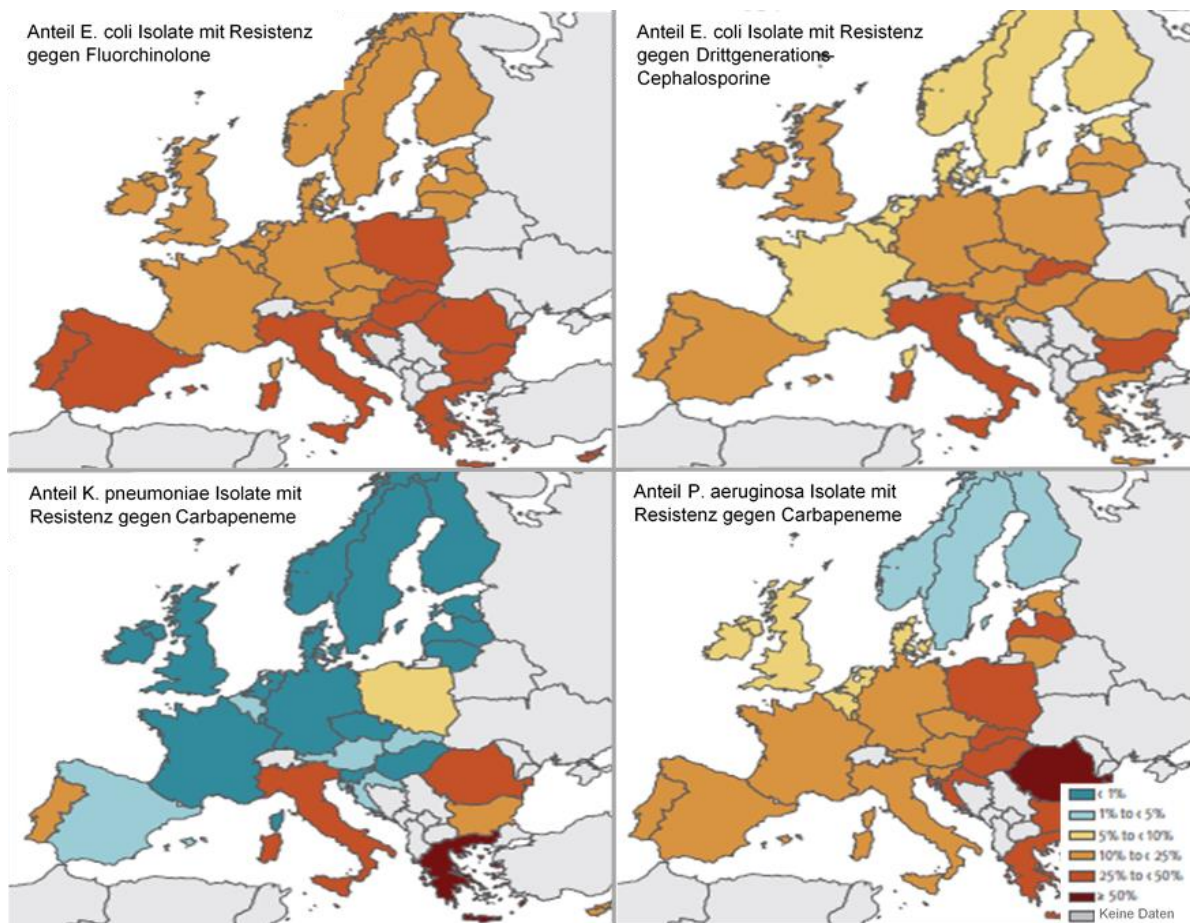 Anteil E. coli Isolate mit Resistenz
gegen Fluorchinolone
Anteil E. coli Isolate mit Resistenz
gegen Drittgenerations-
Cephalosporine
Anteil K. pneumoniae Isolate mit
Resistenz gegen Carbapeneme
Anteil P. aeruginosa Isolate mit
Resistenz gegen Carbapeneme
< 1%
1% to < 5%
5% to < 10%
10% to < 25%
25% to < 50%
≥ 50%
Keine Daten